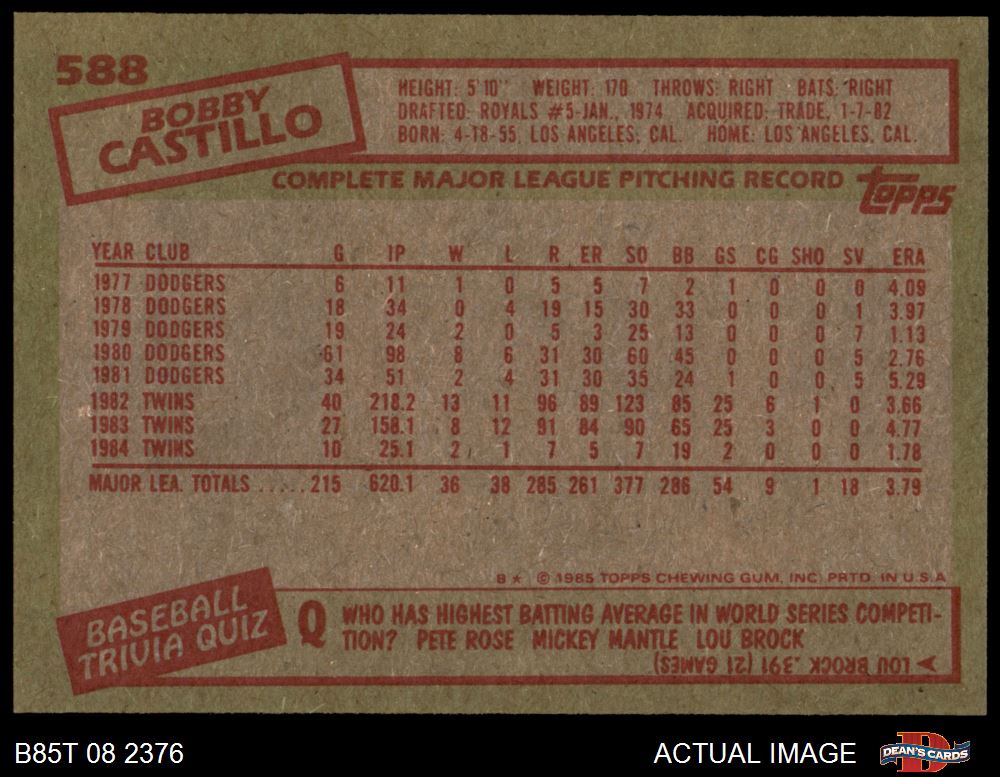 588
BOBBY
CASTILLO
HEIGHT: 5'10" WEIGHT: 170 THROWS: RIGHT BATS: RIGHT
DRAFTED: ROYALS #5-JAN., 1974 ACQUIRED: TRADE, 1-7-82
BORN: 4-18-55, LOS ANGELES, CAL. HOME: LOS ANGELES, CAL.
COMPLETE MAJOR LEAGUE PITCHING RECORD
TOPPS
YEAR CLUB G IP W L R ER SO BB GS CG SHO SV ERA
1977 DODGERS 6 11 1 0 5 5 7 2 1 0 0 0 4.09
1978 DODGERS 18 34 0 4 19 15 30 33 0 0 0 1 3.97
1979 DODGERS 19 24 2 0 5 3 25 13 0 0 0 7 1.13
1980 DODGERS 61 98 8 6 31 30 60 45 0 0 0 5 2.76
1981 DODGERS 34 51 2 4 31 30 35 24 1 0 0 5 5.29
1982 TWINS 40 218.2 13 11 96 89 123 85 25 6 1 0 3.66
1983 TWINS 27 158.1 8 12 91 84 90 65 25 3 0 0 4.77
1984 TWINS 10 25.1 2 1 7 5 7 19 2 0 0 0 1.78
MAJOR LEA. TOTALS ..... 215 620.1 36 38 285 261 377 286 54 9 1 18 3.79
B★ © 1985 TOPPS CHEWING GUM, INC. PRTD. IN U.S.A
BASEBALL
TRIVIA QUIZ
Q WHO HAS HIGHEST BATTING AVERAGE IN WORLD SERIES COMPETI-
TION? PETE ROSE MICKEY MANTLE LOU BROCK
➤ LOU BROCK .391 (21 GAMES)
B85T 08 2376
ACTUAL IMAGE
D
DEAN'S CARDS